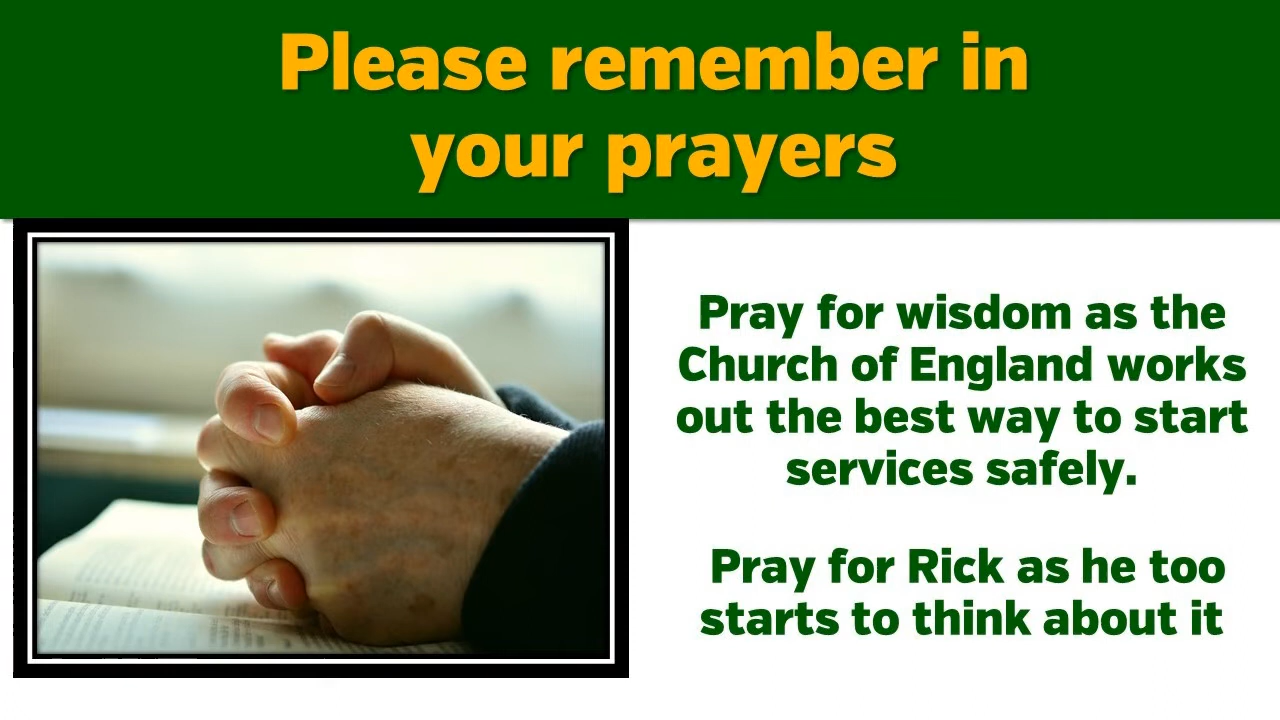 Please remember in
your prayers
Pray for wisdom as the
Church of England works
out the best way to start
services safely.
Pray for Rick as he too
starts to think about it